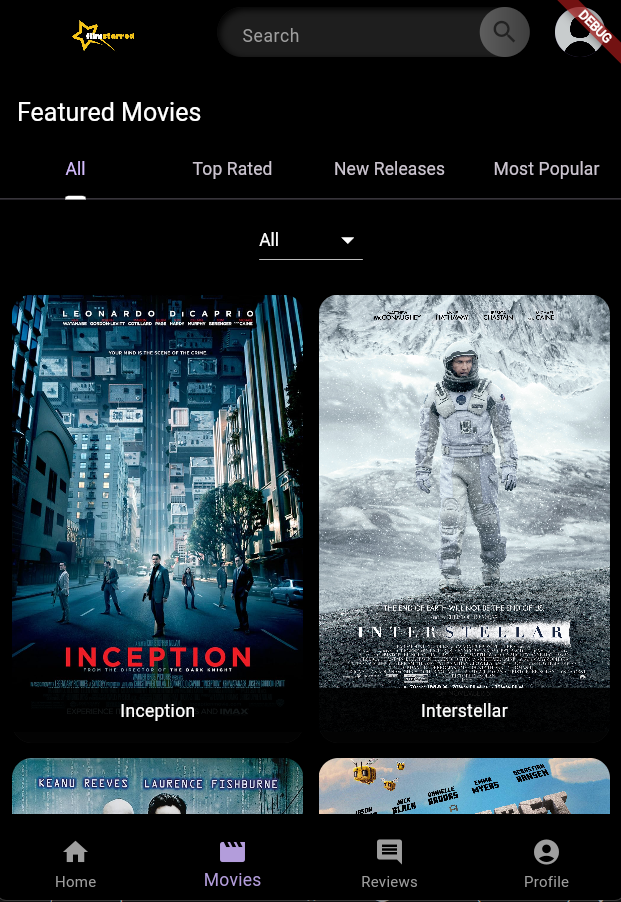 filmstarred
Search
DEBUG
Featured Movies
All
Top Rated
New Releases
Most Popular
All
LEONARDO DiCAPRIO
WATANABE GORDON-LEVITT COTILLARD PAGE HARDY MURPHY BERENGER CAINE
YOUR MIND IS THE SCENE OF THE CRIME.
INCEPTION
FROM THE DIRECTOR OF THE DARK KNIGHT
Inception
McCONAUGHEY
HATHAWAY
CHASTAIN
CAINE
THE END OF EARTH WILL NOT BE THE END OF US.
INTERSTELLAR
Interstellar
KEANU REEVES LAURENCE FISHBURNE
JACK BLACK
DANIELLE BROOKS
EMMA MYERS
SEBASTIAN HANSEN
Home
Movies
Reviews
Profile